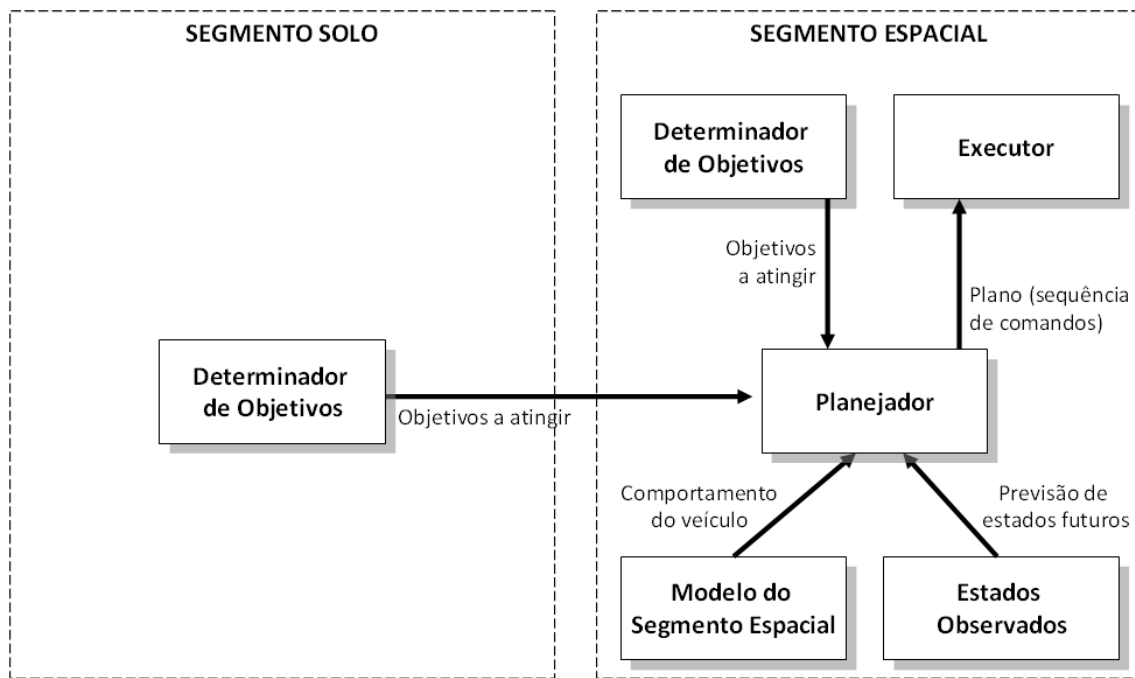 SEGMENTO SOLO
Determinador
de Objetivos
Objetivos a atingir
SEGMENTO ESPACIAL
Determinador
de Objetivos
Executor
Objetivos
a atingir
Plano (sequência
de comandos)
Planejador
Comportamento
do veículo
Previsão de
estados futuros
Modelo do
Segmento Espacial
Estados
Observados